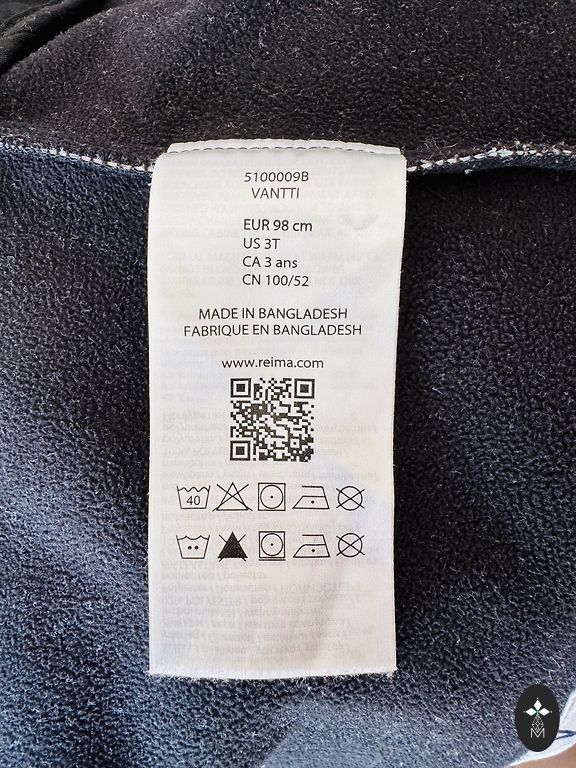 5100009B
VANTTI
EUR 98 cm
US 3T
CA 3 ans
CN 100/52
MADE IN BANGLADESH
FABRIQUE EN BANGLADESH
www.reima.com
40